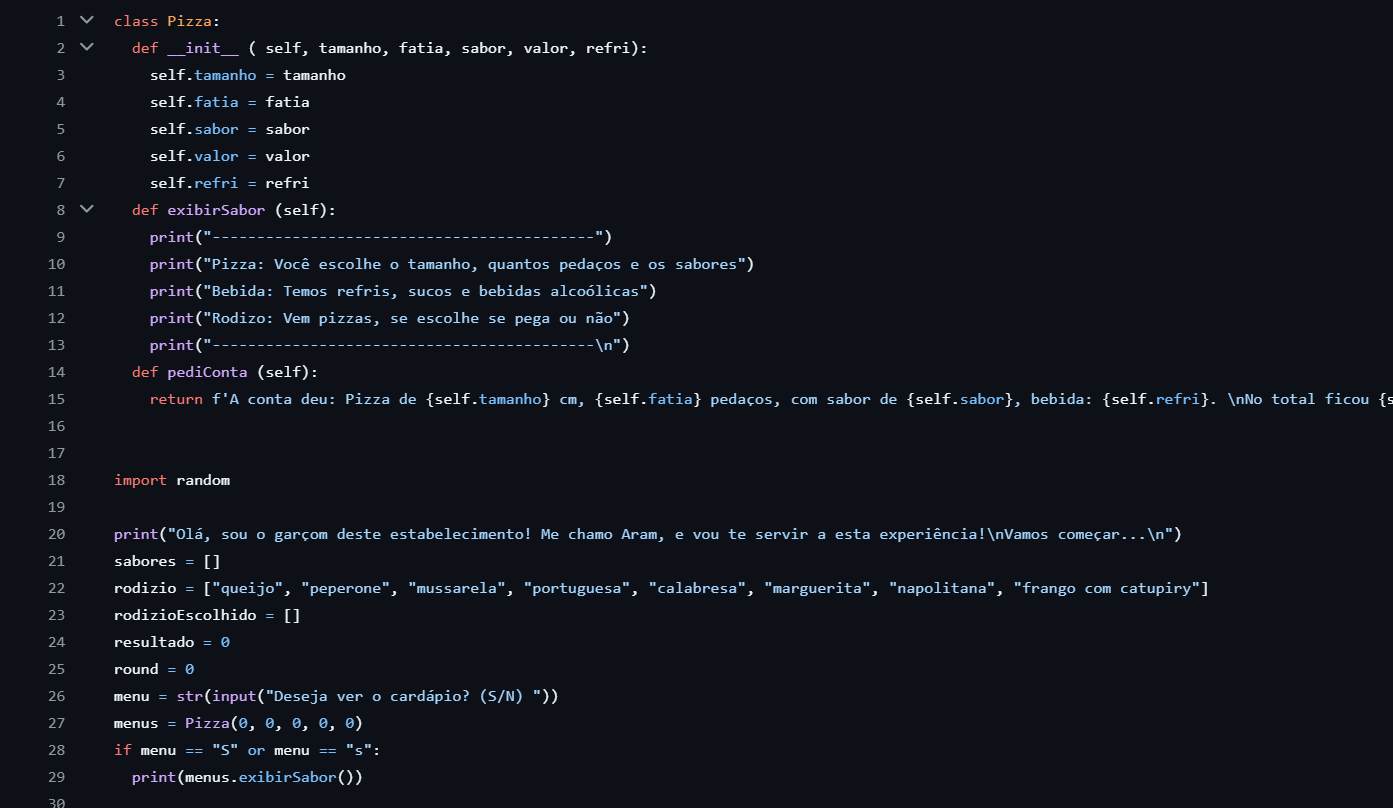 1 class Pizza:
2 def __init__ ( self, tamanho, fatia, sabor, valor, refri):
3 self.tamanho = tamanho
4 self.fatia = fatia
5 self.sabor = sabor
6 self.valor = valor
7 self.refri = refri
8 def exibirSabor (self):
9 print("-------------------------------------------")
10 print("Pizza: Você escolhe o tamanho, quantos pedaços e os sabores")
11 print("Bebida: Temos refris, sucos e bebidas alcoólicas")
12 print("Rodizo: Vem pizzas, se escolhe se pega ou não")
13 print("-------------------------------------------\n")
14 def pediConta (self):
15 return f'A conta deu: Pizza de {self.tamanho} cm, {self.fatia} pedaços, com sabor de {self.sabor}, bebida: {self.refri}. \nNo total ficou {s
16
17
18 import random
19
20 print("Olá, sou o garçom deste estabelecimento! Me chamo Aram, e vou te servir a esta experiência!\nVamos começar...\n")
21 sabores = []
22 rodizio = ["queijo", "peperone", "mussarela", "portuguesa", "calabresa", "marguerita", "napolitana", "frango com catupiry"]
23 rodizioEscolhido = []
24 resultado = 0
25 round = 0
26 menu = str(input("Deseja ver o cardápio? (S/N) "))
27 menus = Pizza(0, 0, 0, 0, 0)
28 if menu == "S" or menu == "s":
29 print(menus.exibirSabor())
30